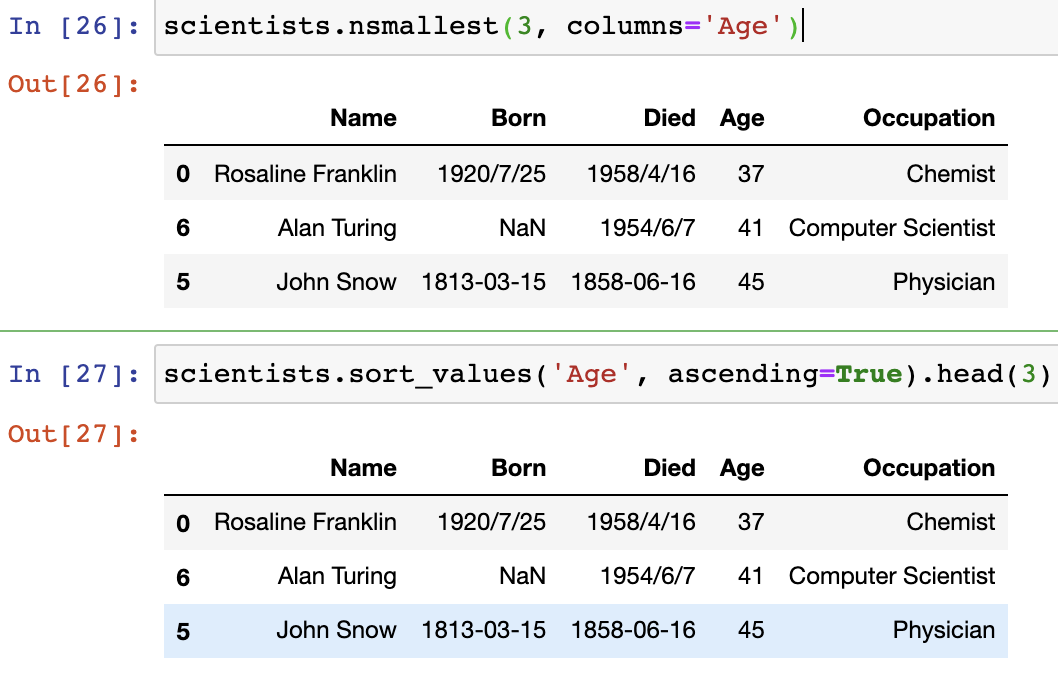 In [26]: scientists.nsmallest(3, columns='Age')
Out[26]:
Name Born Died Age Occupation
0 Rosaline Franklin 1920/7/25 1958/4/16 37 Chemist
6 Alan Turing NaN 1954/6/7 41 Computer Scientist
5 John Snow 1813-03-15 1858-06-16 45 Physician
In [27]: scientists.sort_values('Age', ascending=True).head(3)
Out[27]:
Name Born Died Age Occupation
0 Rosaline Franklin 1920/7/25 1958/4/16 37 Chemist
6 Alan Turing NaN 1954/6/7 41 Computer Scientist
5 John Snow 1813-03-15 1858-06-16 45 Physician